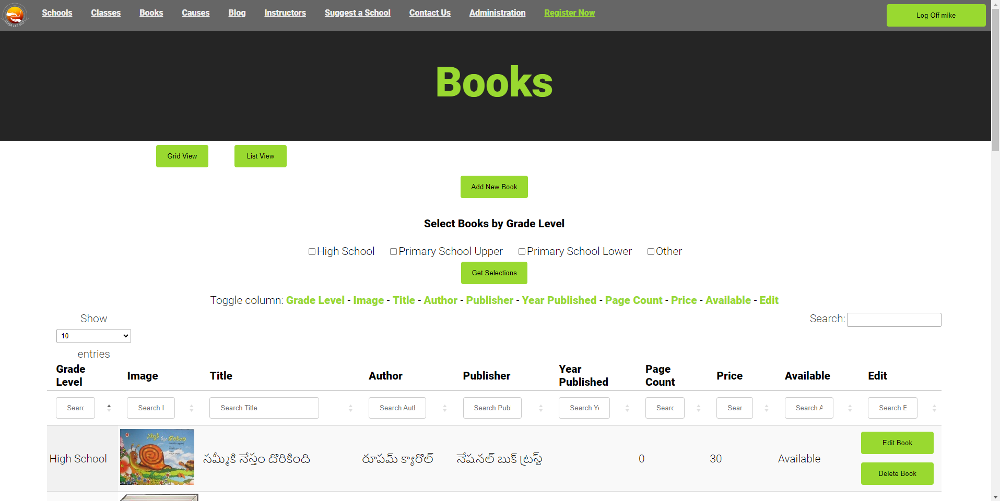 Schools Classes Books Causes Blog Instructors Suggest a School Contact Us Administration Register Now Log Off mike
LEARN AND HELP
Books
Grid View List View
Add New Book
Select Books by Grade Level
High School Primary School Upper Primary School Lower Other
Get Selections
Toggle column: Grade Level - Image - Title - Author - Publisher - Year Published - Page Count - Price - Available - Edit
Show
Search:
10
entries
Grade Level Image Title Author Publisher Year Published Page Count Price Available Edit
Searc Search I Search Title Search Autl Search Pub Search Y Searc Sear Search A Search E
సమ్మీకి నేస్తం దొరికింది
High School సమ్మీకి నేస్తం దొరికింది రూపమ్ క్యారొల్ నేషనల్ బుక్ ట్రస్ట్ 0 30 Available
Edit Book
Delete Book